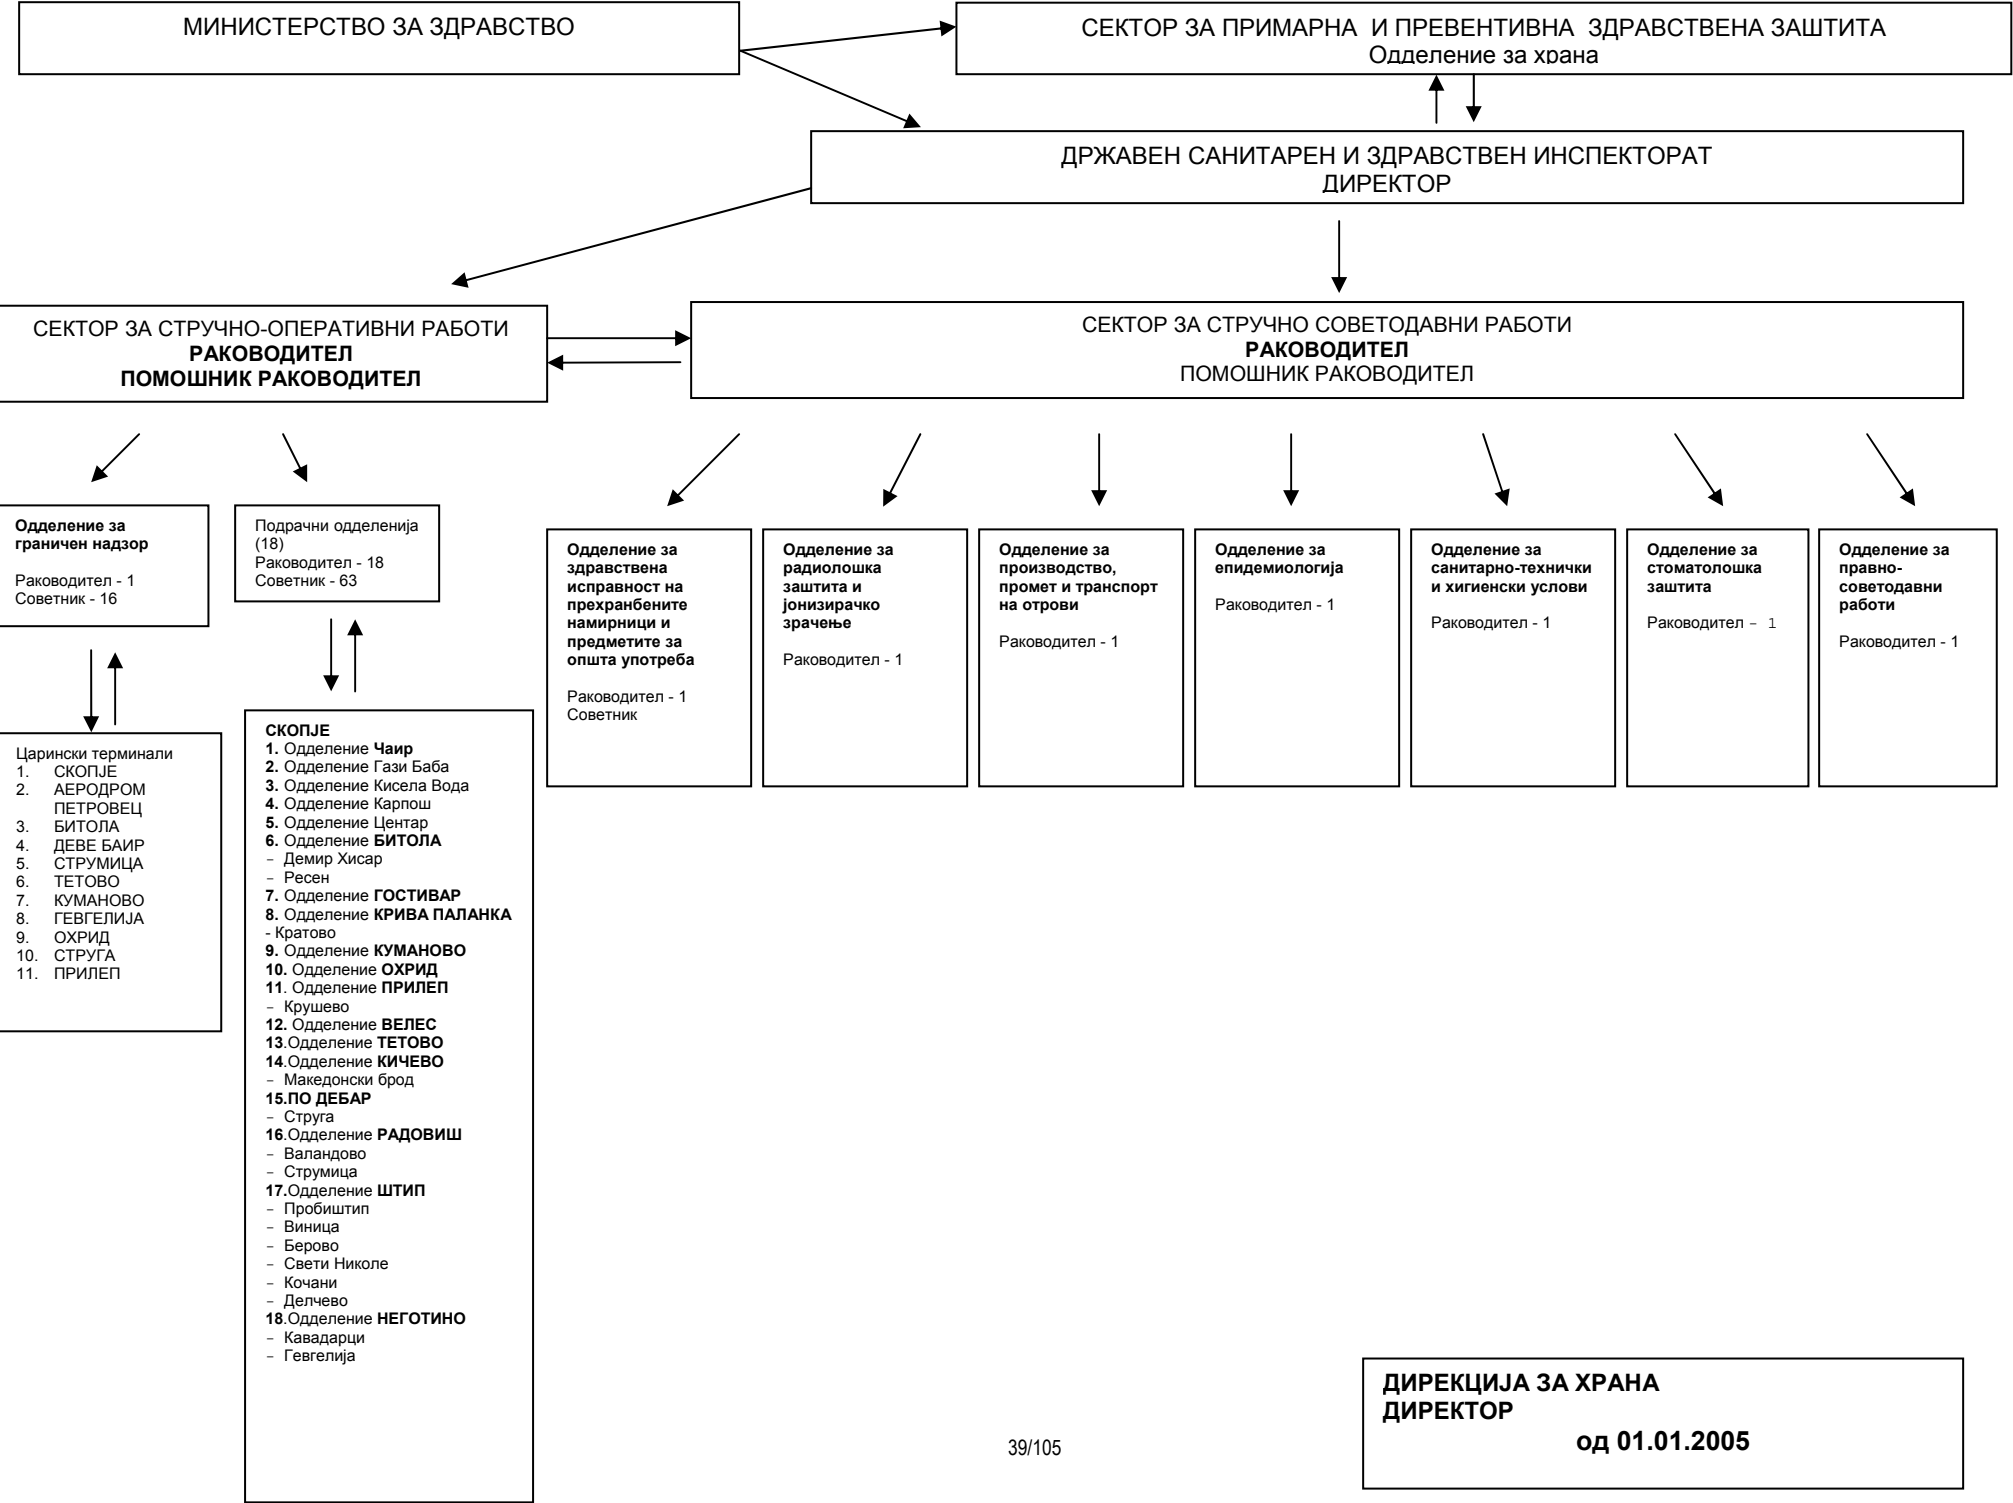 МИНИСТЕРСТВО ЗА ЗДРАВСТВО
СЕКТОР ЗА ПРИМАРНА И ПРЕВЕНТИВНА ЗДРАВСТВЕНА ЗАШТИТА
Одделение за храна
ДРЖАВЕН САНИТАРЕН И ЗДРАВСТВЕН ИНСПЕКТОРАТ
ДИРЕКТОР
СЕКТОР ЗА СТРУЧНО-ОПЕРАТИВНИ РАБОТИ
РАКОВОДИТЕЛ
ПОМОШНИК РАКОВОДИТЕЛ
СЕКТОР ЗА СТРУЧНО СОВЕТОДАВНИ РАБОТИ
РАКОВОДИТЕЛ
ПОМОШНИК РАКОВОДИТЕЛ
Одделение за
граничен надзор
Раководител - 1
Советник - 16
Подрачни одделенија
(18)
Раководител - 18
Советник - 63
Одделение за
здравствена
исправност на
прехранбените
намирници и
предметите за
општа употреба
Раководител - 1
Советник
Одделение за
радиолошка
заштита и
јонизирачко
зрачење
Раководител - 1
Одделение за
производство,
промет и транспорт
на отрови
Раководител - 1
Одделение за
епидемиологија
Раководител - 1
Одделение за
санитарно-технички
и хигиенски услови
Раководител - 1
Одделение за
стоматолошка
заштита
Раководител – 1
Одделение за
правно-
советодавни
работи
Раководител - 1
Царински терминали
1. СКОПЈЕ
2. АЕРОДРОМ
ПЕТРОВЕЦ
3. БИТОЛА
4. ДЕВЕ БАИР
5. СТРУМИЦА
6. ТЕТОВО
7. КУМАНОВО
8. ГЕВГЕЛИЈА
9. ОХРИД
10. СТРУГА
11. ПРИЛЕП
СКОПЈЕ
1. Одделение Чаир
2. Одделение Гази Баба
3. Одделение Кисела Вода
4. Одделение Карпош
5. Одделение Центар
6. Одделение БИТОЛА
– Демир Хисар
– Ресен
7. Одделение ГОСТИВАР
8. Одделение КРИВА ПАЛАНКА
- Кратово
9. Одделение КУМАНОВО
10. Одделение ОХРИД
11. Одделение ПРИЛЕП
– Крушево
12. Одделение ВЕЛЕС
13.Одделение ТЕТОВО
14.Одделение КИЧЕВО
– Македонски брод
15.ПО ДЕБАР
– Струга
16.Одделение РАДОВИШ
– Валандово
– Струмица
17.Одделение ШТИП
– Пробиштип
– Виница
– Берово
– Свети Николе
– Кочани
– Делчево
18.Одделение НЕГОТИНО
– Кавадарци
– Гевгелија
ДИРЕКЦИЈА ЗА ХРАНА
ДИРЕКТОР
од 01.01.2005
39/105